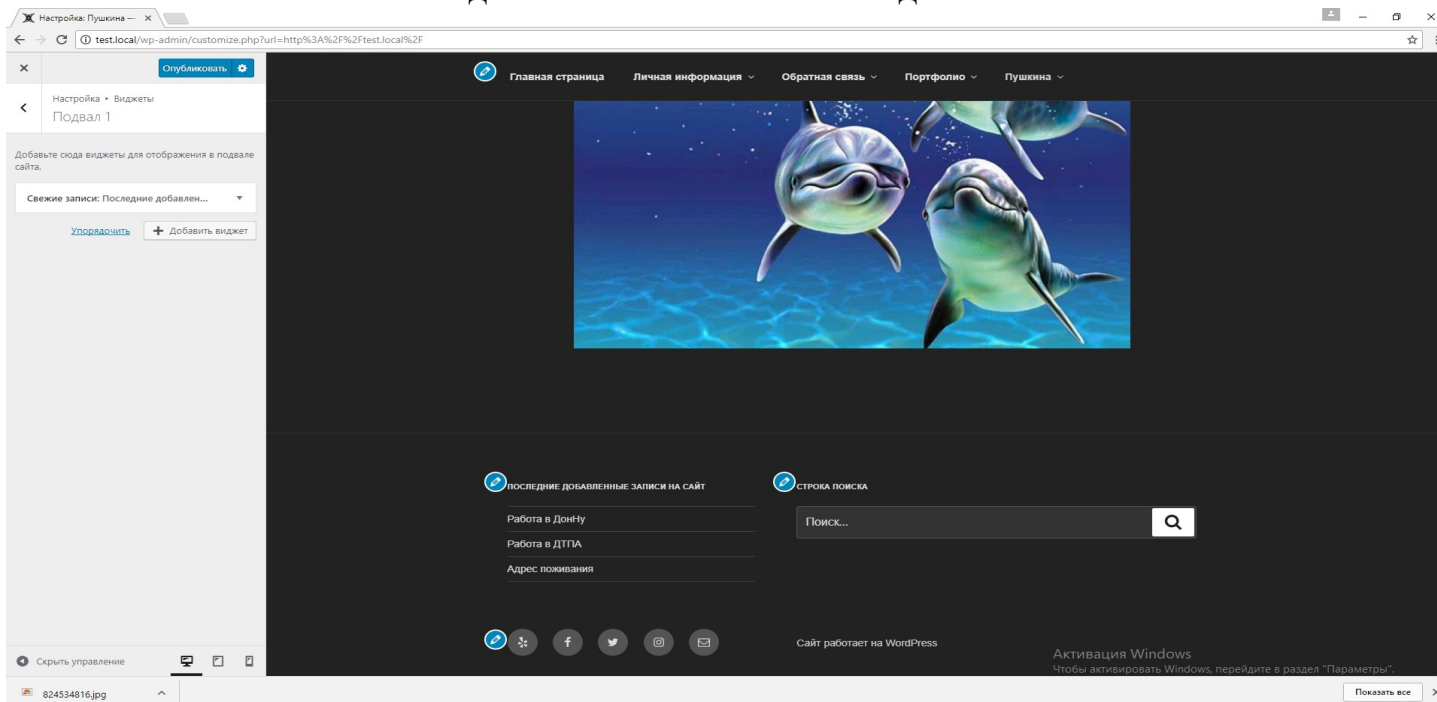 Настройка: Пушкина —
test.local/wp-admin/customize.php?url=http%3A%2F%2Ftest.local%2F
Опубликовать
Настройка ▸ Виджеты
Подвал 1
Добавьте сюда виджеты для отображения в подвале
сайта.
Свежие записи: Последние добавлен...
Упорядочить
Добавить виджет
Скрыть управление
Главная страница
Личная информация
Обратная связь
Портфолио
Пушкина
ПОСЛЕДНИЕ ДОБАВЛЕННЫЕ ЗАПИСИ НА САЙТ
Работа в ДонНу
Работа в ДТПА
Адрес поживания
СТРОКА ПОИСКА
Поиск...
Сайт работает на WordPress
Активация Windows
Чтобы активировать Windows, перейдите в раздел "Параметры".
824534816.jpg
Показать все